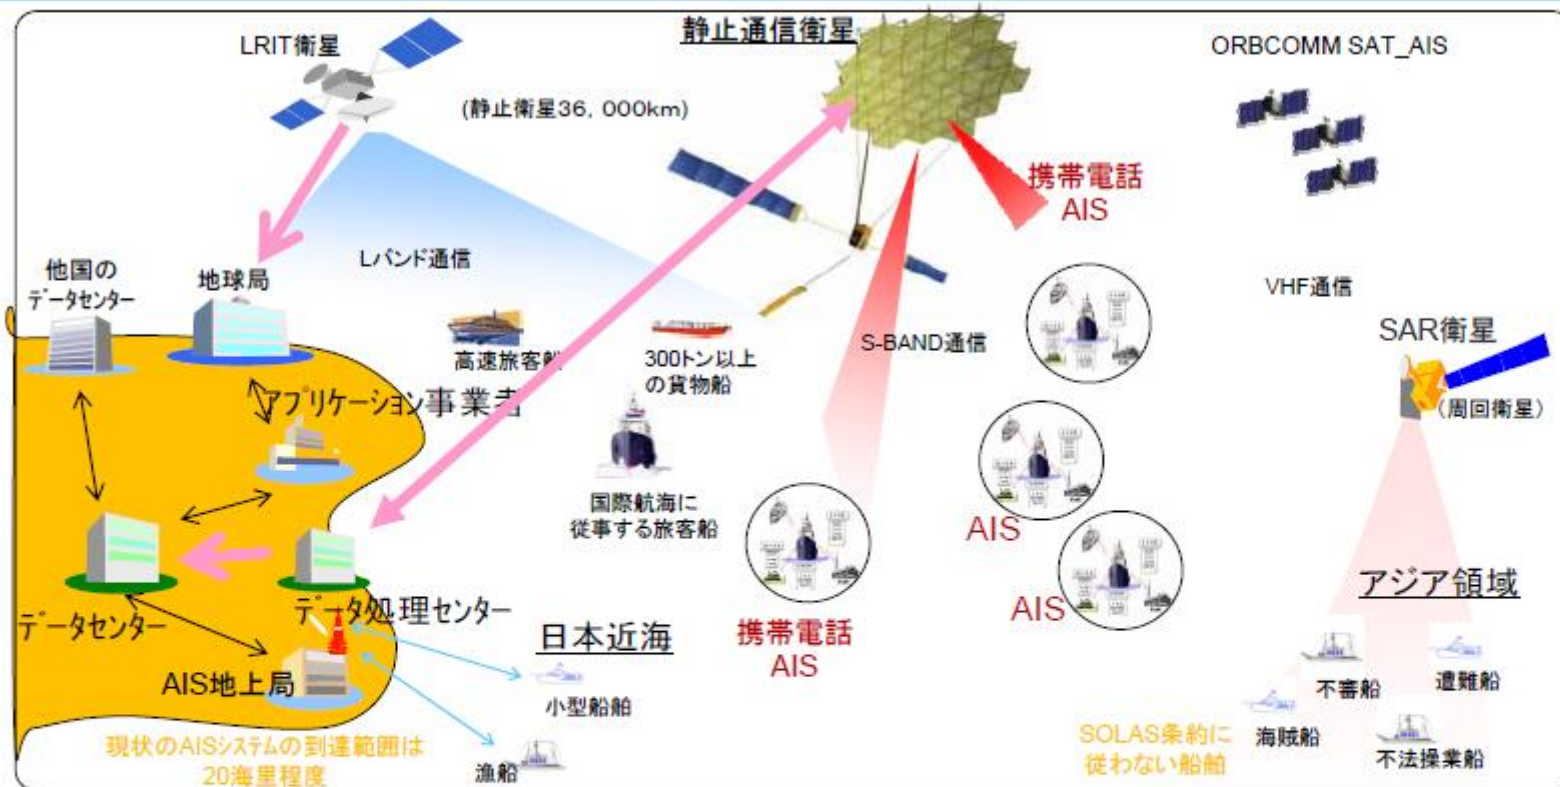 LRIT衛星
静止通信衛星
ORBCOMM SAT_AIS
(静止衛星36，000km)
携帯電話
AIS
Lバンド通信
他国の
データセンター
地球局
VHF通信
SAR衛星
S-BAND通信
高速旅客船
300トン以上
の貨物船
アプリケーション事業者
（周回衛星）
国際航海に
従事する旅客船
AIS
アジア領域
データ処理センター
AIS
データセンター
日本近海
携帯電話
AIS
AIS地上局
小型船舶
不審船
遭難船
SOLAS条約に
従わない船舶
海賊船
不法操業船
現状のAISシステムの到達範囲は
20海里程度
漁船